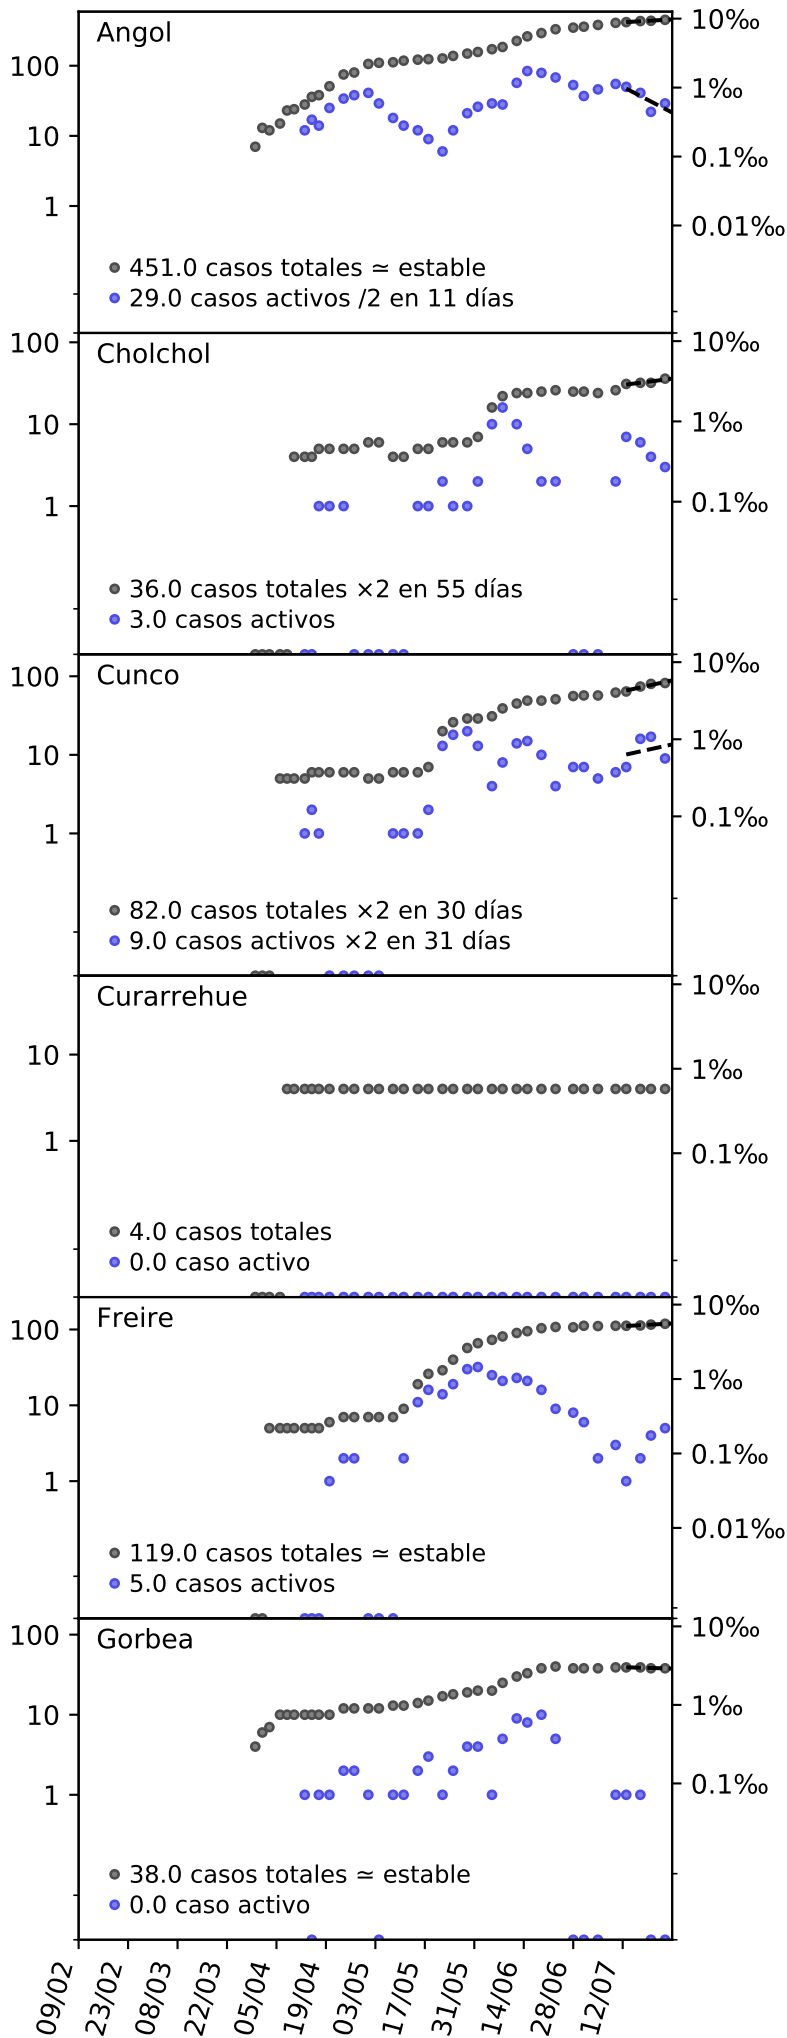 Angol
100
10
1
10‰
1‰
0.1‰
0.01‰
451.0 casos totales ≃ estable
29.0 casos activos /2 en 11 días
Cholchol
100
10
1
10‰
1‰
0.1‰
36.0 casos totales ×2 en 55 días
3.0 casos activos
Cunco
100
10
1
10‰
1‰
0.1‰
82.0 casos totales ×2 en 30 días
9.0 casos activos ×2 en 31 días
Curarrehue
10
1
10‰
1‰
0.1‰
4.0 casos totales
0.0 caso activo
Freire
100
10
1
10‰
1‰
0.1‰
0.01‰
119.0 casos totales ≃ estable
5.0 casos activos
Gorbea
100
10
1
10‰
1‰
0.1‰
38.0 casos totales ≃ estable
0.0 caso activo
09/02
23/02
08/03
22/03
05/04
19/04
03/05
17/05
31/05
14/06
28/06
12/07